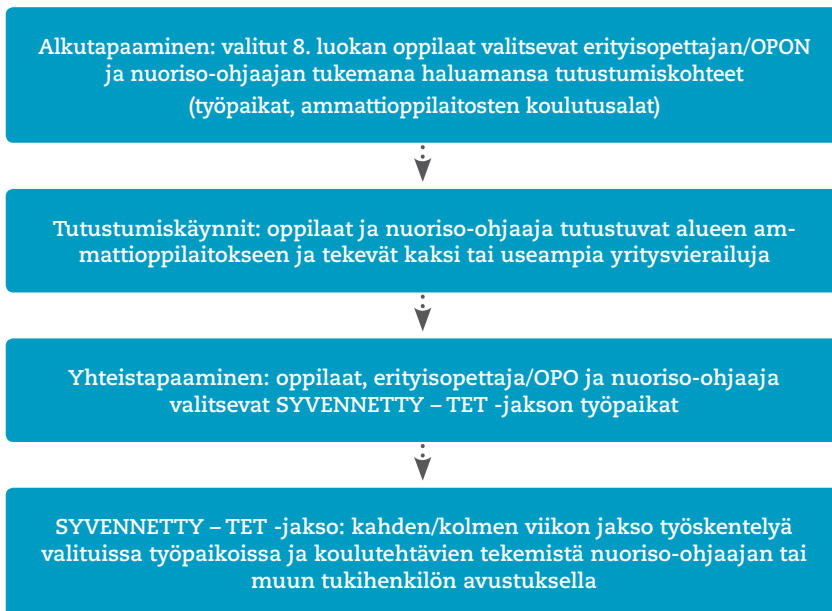 Alkutapaaminen: valitut 8. luokan oppilaat valitsevat erityisopettajan/OPON
ja nuoriso-ohjaajan tukemana haluamansa tutustumiskohteet
(työpaikat, ammattioppilaitosten koulutusalat)
Tutustumiskäynnit: oppilaat ja nuoriso-ohjaaja tutustuvat alueen am-
mattioppilaitokseen ja tekevät kaksi tai useampia yritysvierailuja
Yhteistapaaminen: oppilaat, erityisopettaja/OPO ja nuoriso-ohjaaja
valitsevat SYVENNETTY – TET -jakson työpaikat
SYVENNETTY – TET -jakso: kahden/kolmen viikon jakso työskentelyä
valituissa työpaikoissa ja koulutehtävien tekemistä nuoriso-ohjaajan tai
muun tukihenkilön avustuksella